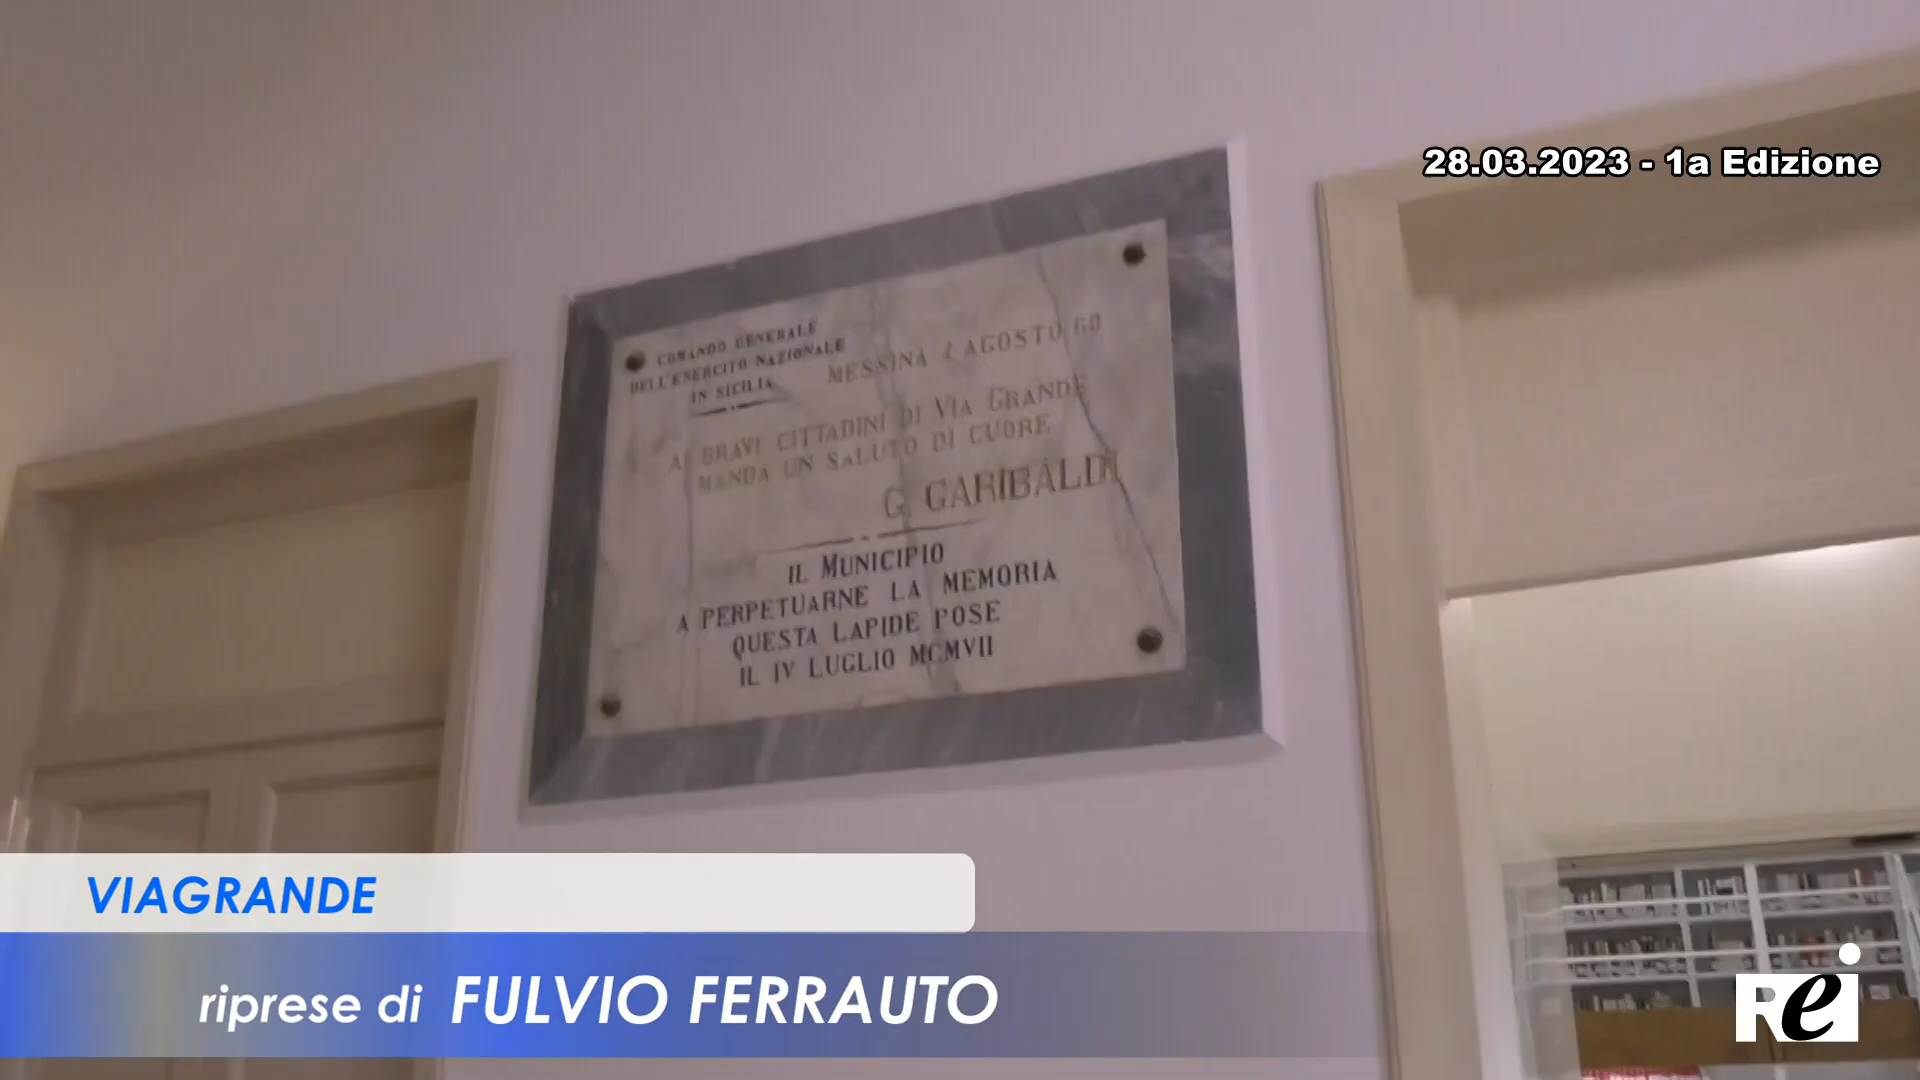 28.03.2023 - 1a Edizione
COMANDO GENERALE
DELL'ESERCITO NAZIONALE
IN SICILIA
MESSINA AGOSTO 60
AI BRAVI CITTADINI DI VIA GRANDE
MANDA UN SALUTO DI CUORE
G. GARIBALDI
IL MUNICIPIO
A PERPETUARNE LA MEMORIA
QUESTA LAPIDE POSE
IL IV LUGLIO MCMVII
VIAGRANDE
riprese di FULVIO FERRAUTO
Rei